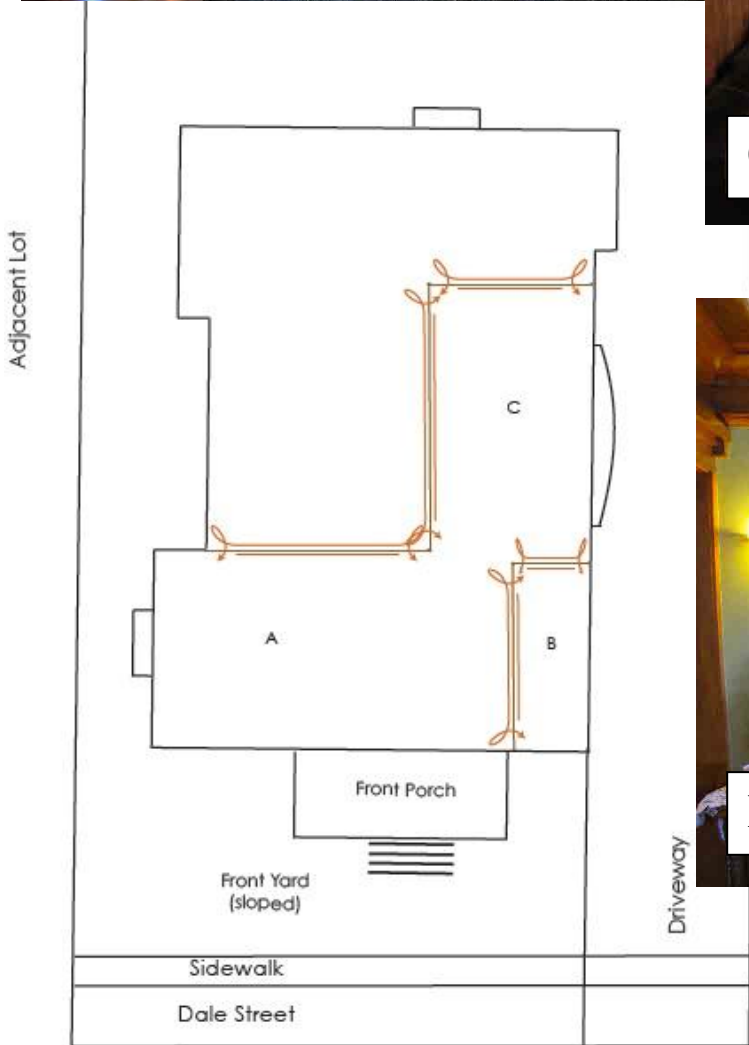 Adjacent Lot
C
A
B
Front Porch
Front Yard
(sloped)
Driveway
Sidewalk
Dale Street